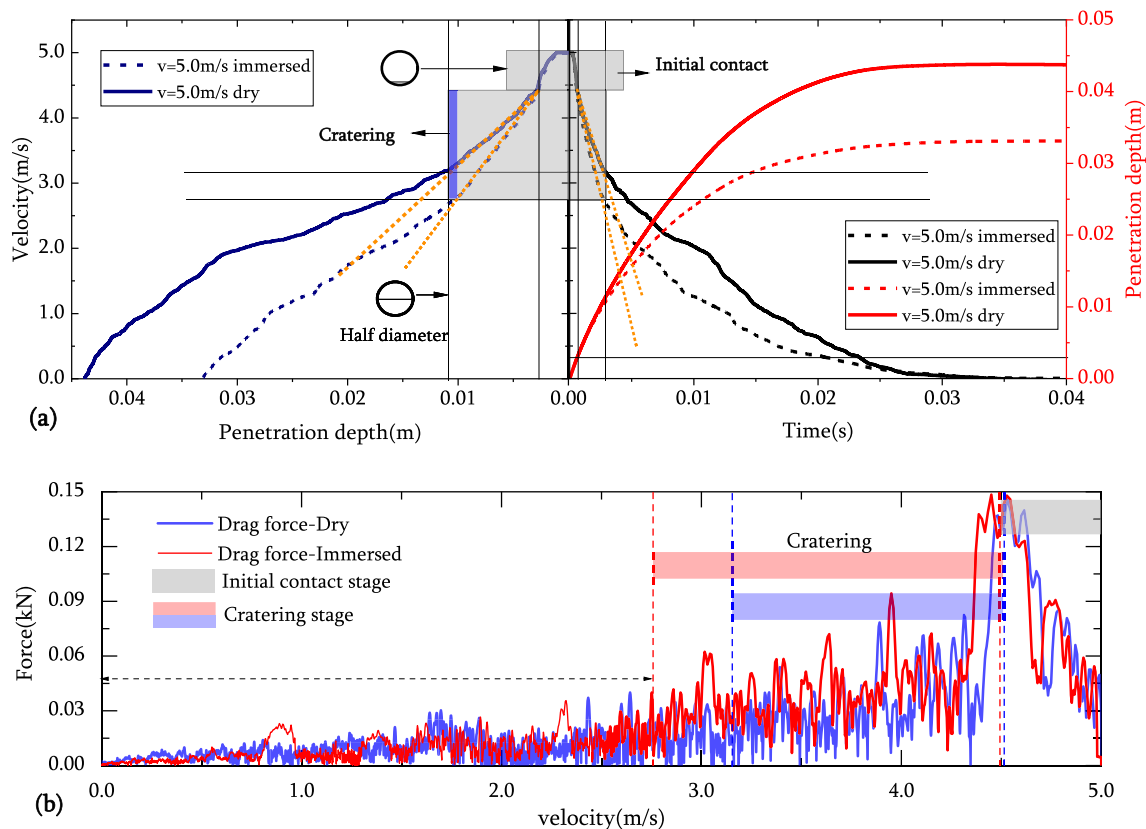 5.0
4.0
3.0
2.0
1.0
0.0
Velocity(m/s)
v=5.0m/s immersed
v=5.0m/s dry
Cratering
Initial contact
Half diameter
0.05
0.04
0.03
0.02
0.01
0.00
Penetration depth(m)
v=5.0m/s immersed
v=5.0m/s dry
v=5.0m/s immersed
v=5.0m/s dry
0.04 0.03 0.02 0.01 0.00 0.01 0.02 0.03 0.04
(a)
Penetration depth(m)
Time(s)
0.15
0.12
0.09
0.06
0.03
0.00
Force(kN)
Drag force-Dry
Drag force-Immersed
Initial contact stage
Cratering stage
Cratering
0.0 1.0 2.0 3.0 4.0 5.0
(b)
velocity(m/s)